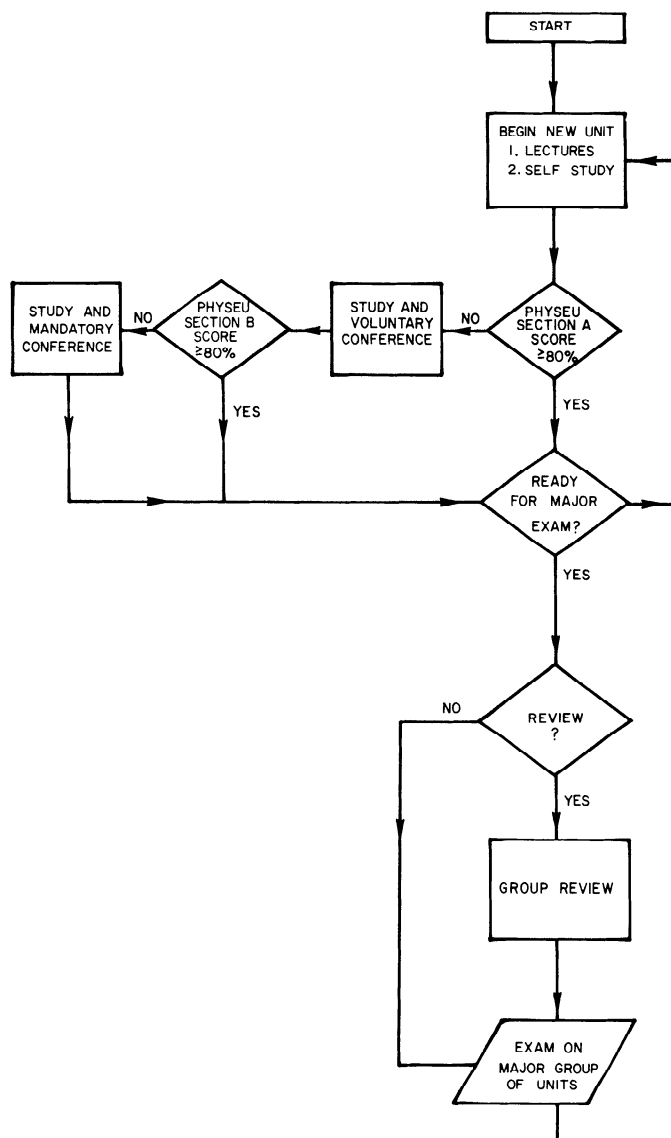 START
BEGIN NEW UNIT
1. LECTURES
2. SELF STUDY
PHYSEU
SECTION A
SCORE
≥80%
NO
YES
STUDY AND
VOLUNTARY
CONFERENCE
PHYSEU
SECTION B
SCORE
≥80%
NO
YES
STUDY AND
MANDATORY
CONFERENCE
READY
FOR MAJOR
EXAM?
YES
REVIEW
?
NO
YES
GROUP REVIEW
EXAM ON
MAJOR GROUP
OF UNITS